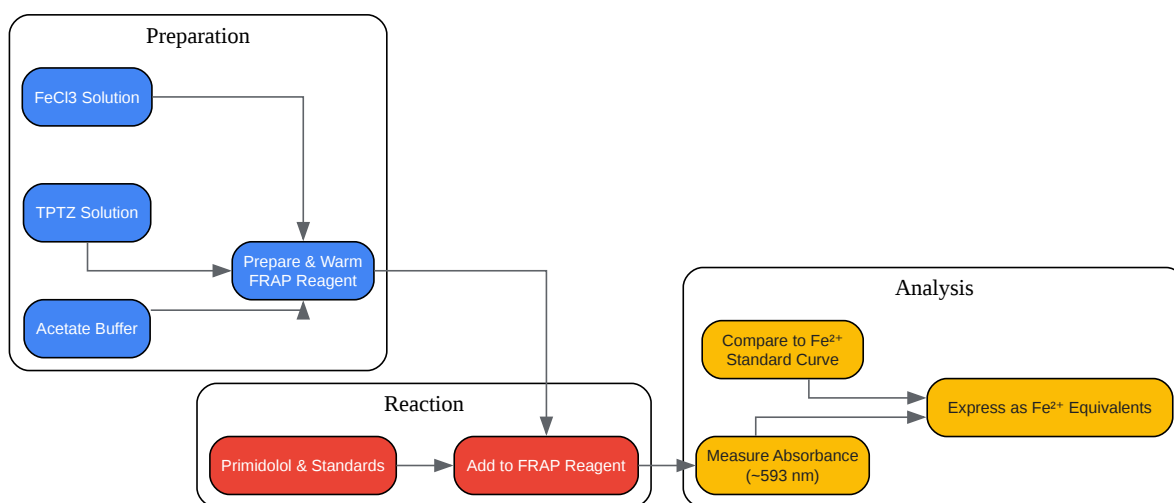 Preparation
FeCl3 Solution
TPTZ Solution
Prepare & Warm
FRAP Reagent
Acetate Buffer
Reaction
Primidolol & Standards
Add to FRAP Reagent
Analysis
Compare to Fe²⁺
Standard Curve
Express as Fe²⁺ Equivalents
Measure Absorbance
(~593 nm)